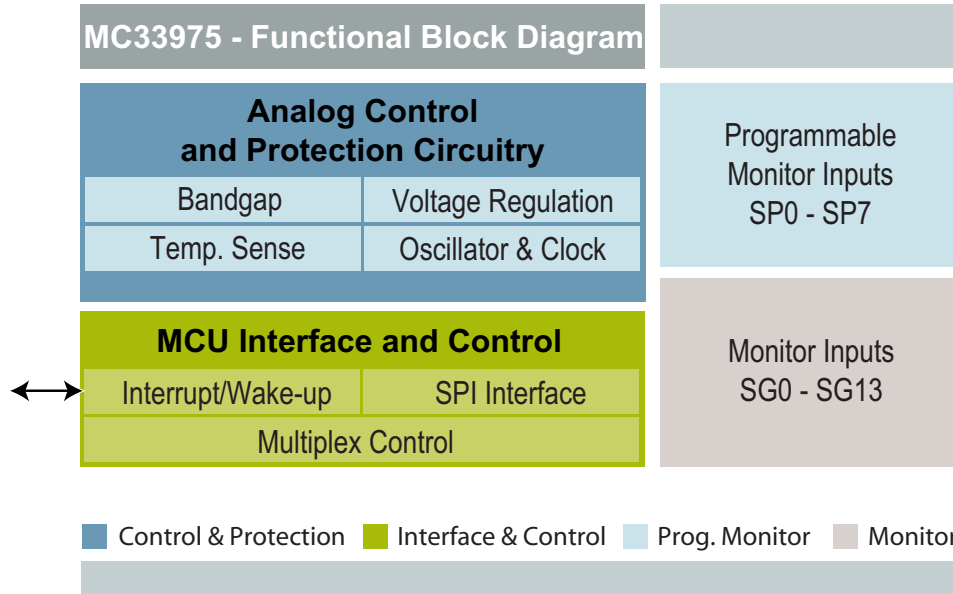 MC33975 - Functional Block Diagram
Analog Control
and Protection Circuitry
Bandgap
Voltage Regulation
Temp. Sense
Oscillator & Clock
Programmable
Monitor Inputs
SP0 - SP7
MCU Interface and Control
Interrupt/Wake-up
SPI Interface
Multiplex Control
Monitor Inputs
SG0 - SG13
Control & Protection
Interface & Control
Prog. Monitor
Monitor